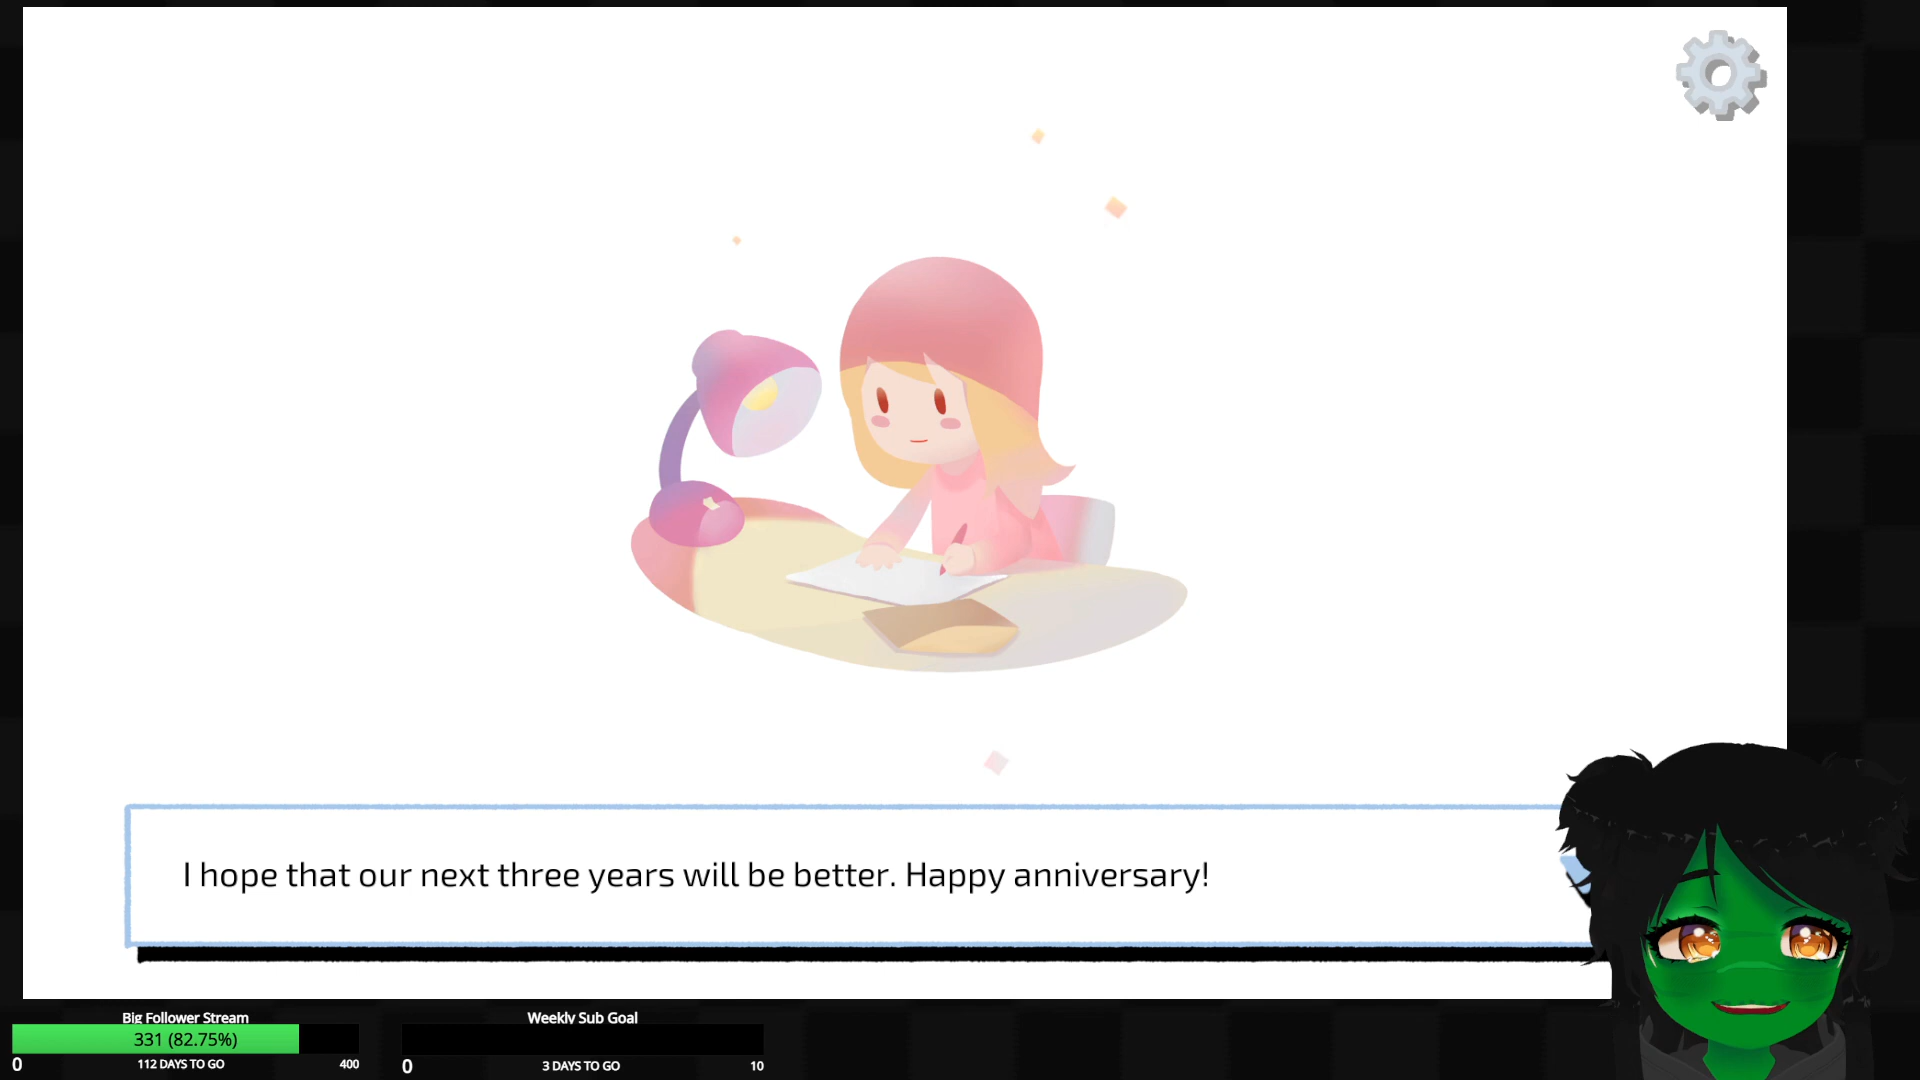 I hope that our next three years will be better. Happy anniversary!
Big Follower Stream
331 (82.75%)
0
112 DAYS TO GO
400
Weekly Sub Goal
0
3 DAYS TO GO
10